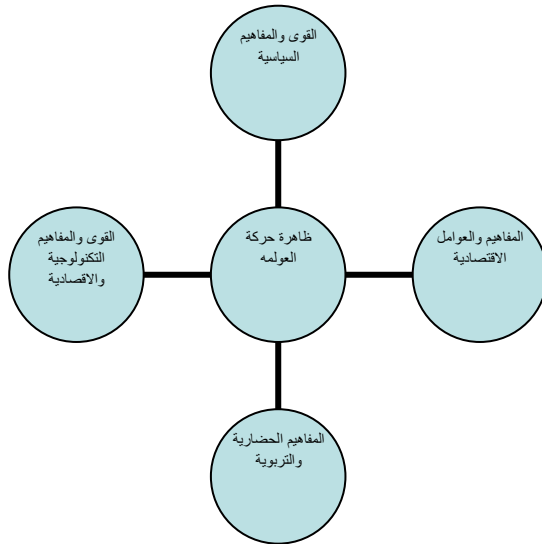 القوى والمفاهيم
السياسية
المفاهيم والعوامل
الاقتصادية
ظاهرة حركة
العولمه
القوى والمفاهيم
التكنولوجية
والاقصادية
المفاهيم الحضارية
والتربوية